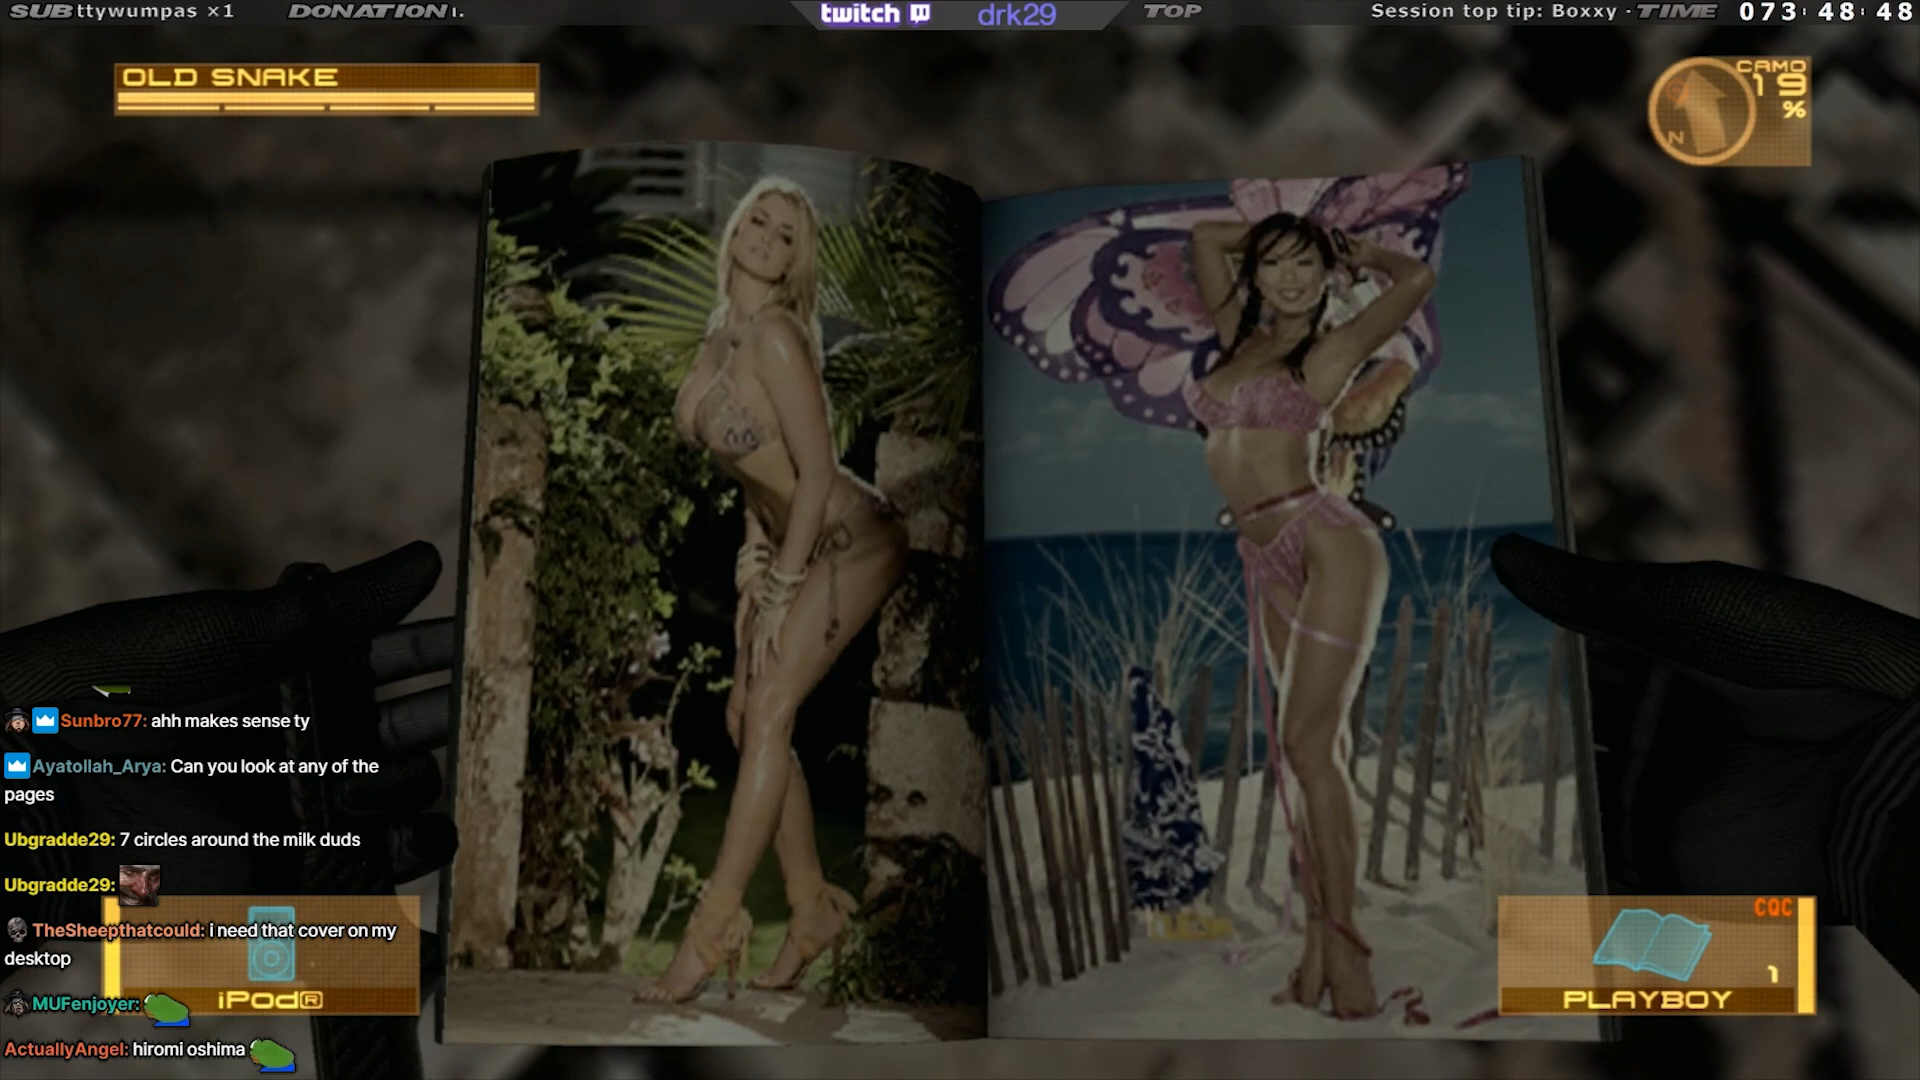 SUB ttywumpas ×1 DONATION 1. twitch drk29 TOP Session top tip: Boxxy · TIME 073:48:48
OLD SNAKE
CAMO
19
%
N
Sunbro77: ahh makes sense ty
Ayatollah_Arya: Can you look at any of the
pages
Ubgradde29: 7 circles around the milk duds
Ubgradde29:
TheSheepthatcould: i need that cover on my
desktop
MUFenjoyer:
ActuallyAngel: hiromi oshima
iPod®
CQC
1
PLAYBOY